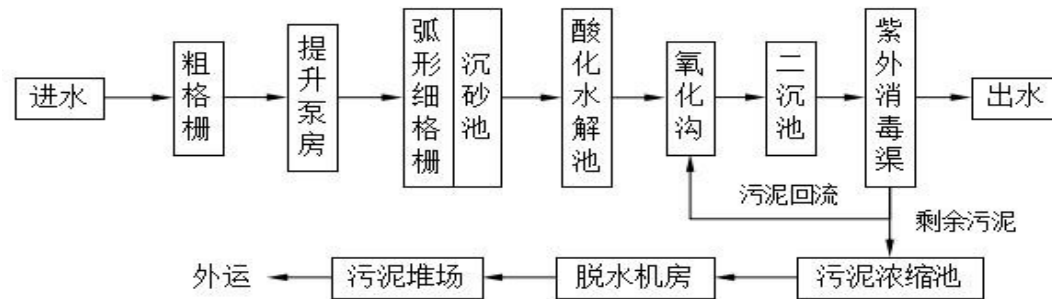 进水
粗格栅
提升泵房
弧形细格栅
沉砂池
酸化水解池
氧化沟
二沉池
紫外消毒渠
出水
污泥回流
剩余污泥
外运
污泥堆场
脱水机房
污泥浓缩池